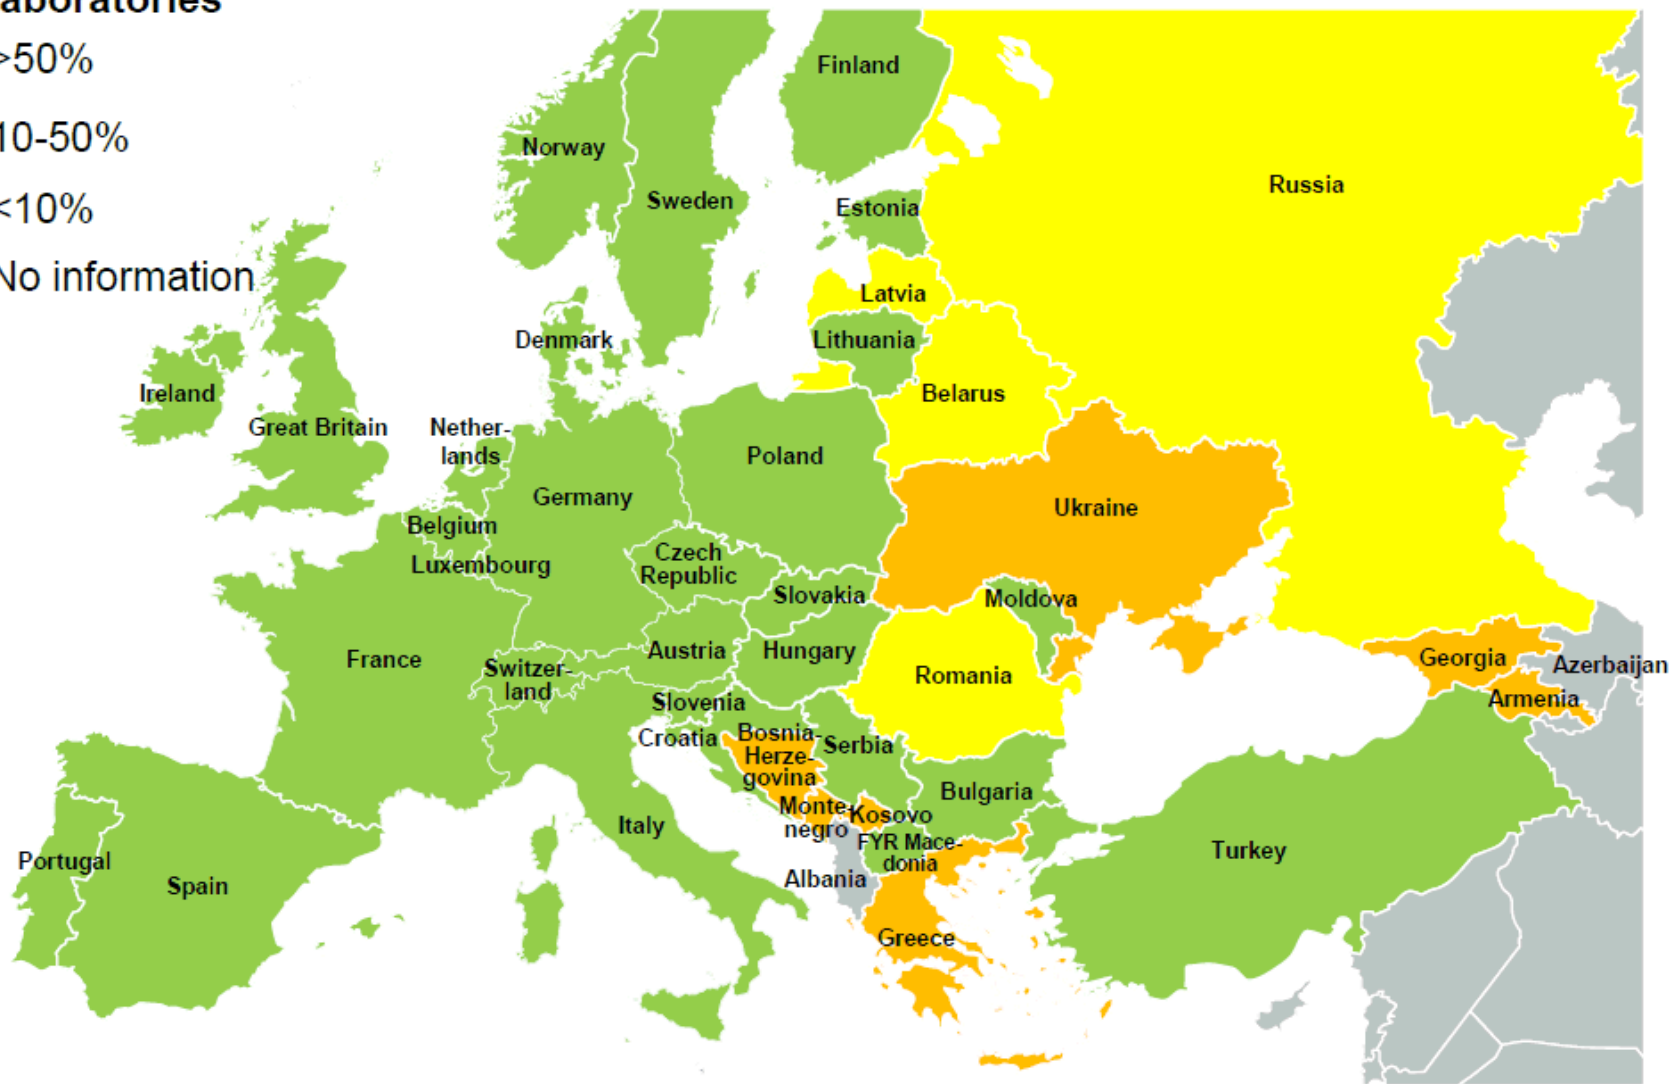 aboratories
>50%
10-50%
<10%
No information
Finland
Norway
Russia
Sweden
Estonia
Latvia
Denmark
Lithuania
Ireland
Belarus
Great Britain
Nether-
lands
Poland
Germany
Ukraine
Belgium
Czech
Republic
Luxembourg
Slovakia
Moldova
Austria
Hungary
France
Switzer-
land
Georgia
Azerbaijan
Romania
Armenia
Slovenia
Croatia
Bosnia-
Herze-
govina
Serbia
Bulgaria
Monte-
negro
Kosovo
Italy
FYR Mace-
donia
Turkey
Portugal
Spain
Albania
Greece